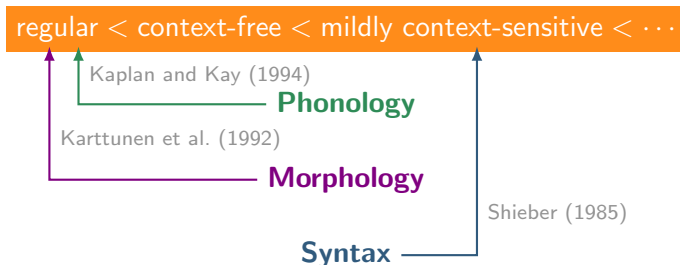 regular < context-free < mildly context-sensitive < ⋯
Kaplan and Kay (1994)
Phonology
Karttunen et al. (1992)
Morphology
Shieber (1985)
Syntax